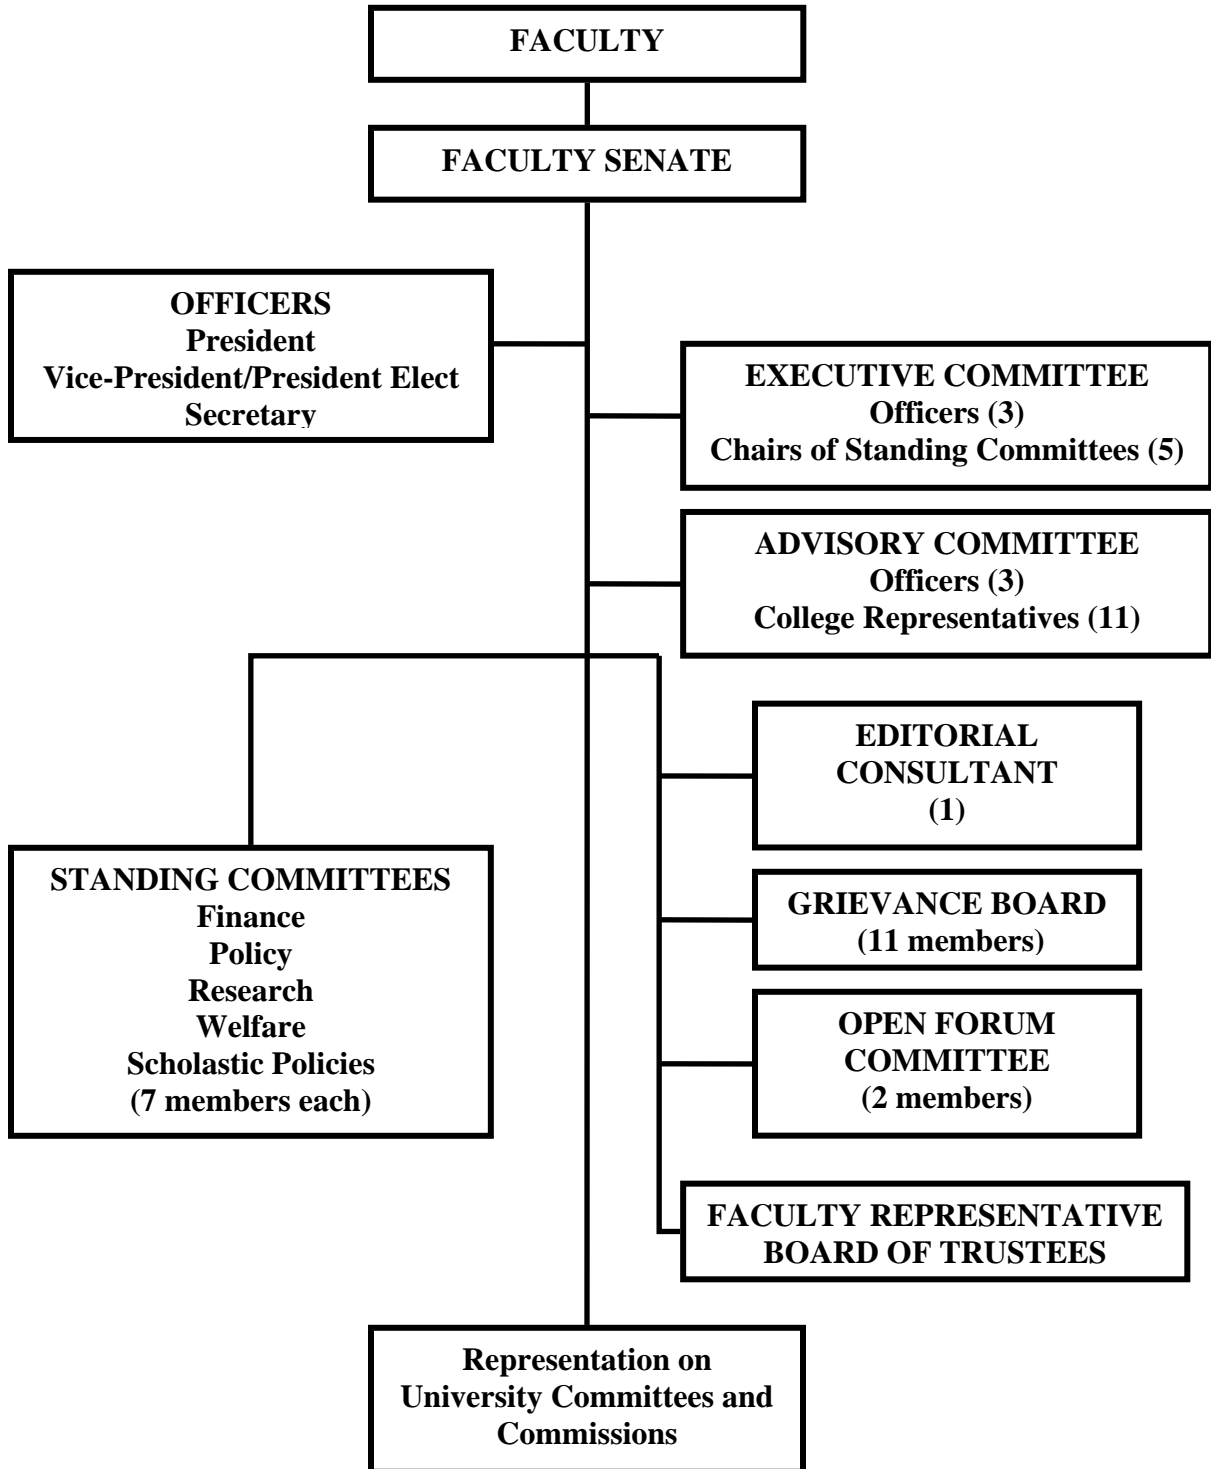 FACULTY
FACULTY SENATE
OFFICERS
President
Vice-President/President Elect
Secretary
EXECUTIVE COMMITTEE
Officers (3)
Chairs of Standing Committees (5)
ADVISORY COMMITTEE
Officers (3)
College Representatives (11)
EDITORIAL
CONSULTANT
(1)
STANDING COMMITTEES
Finance
Policy
Research
Welfare
Scholastic Policies
(7 members each)
GRIEVANCE BOARD
(11 members)
OPEN FORUM
COMMITTEE
(2 members)
FACULTY REPRESENTATIVE
BOARD OF TRUSTEES
Representation on
University Committees and
Commissions